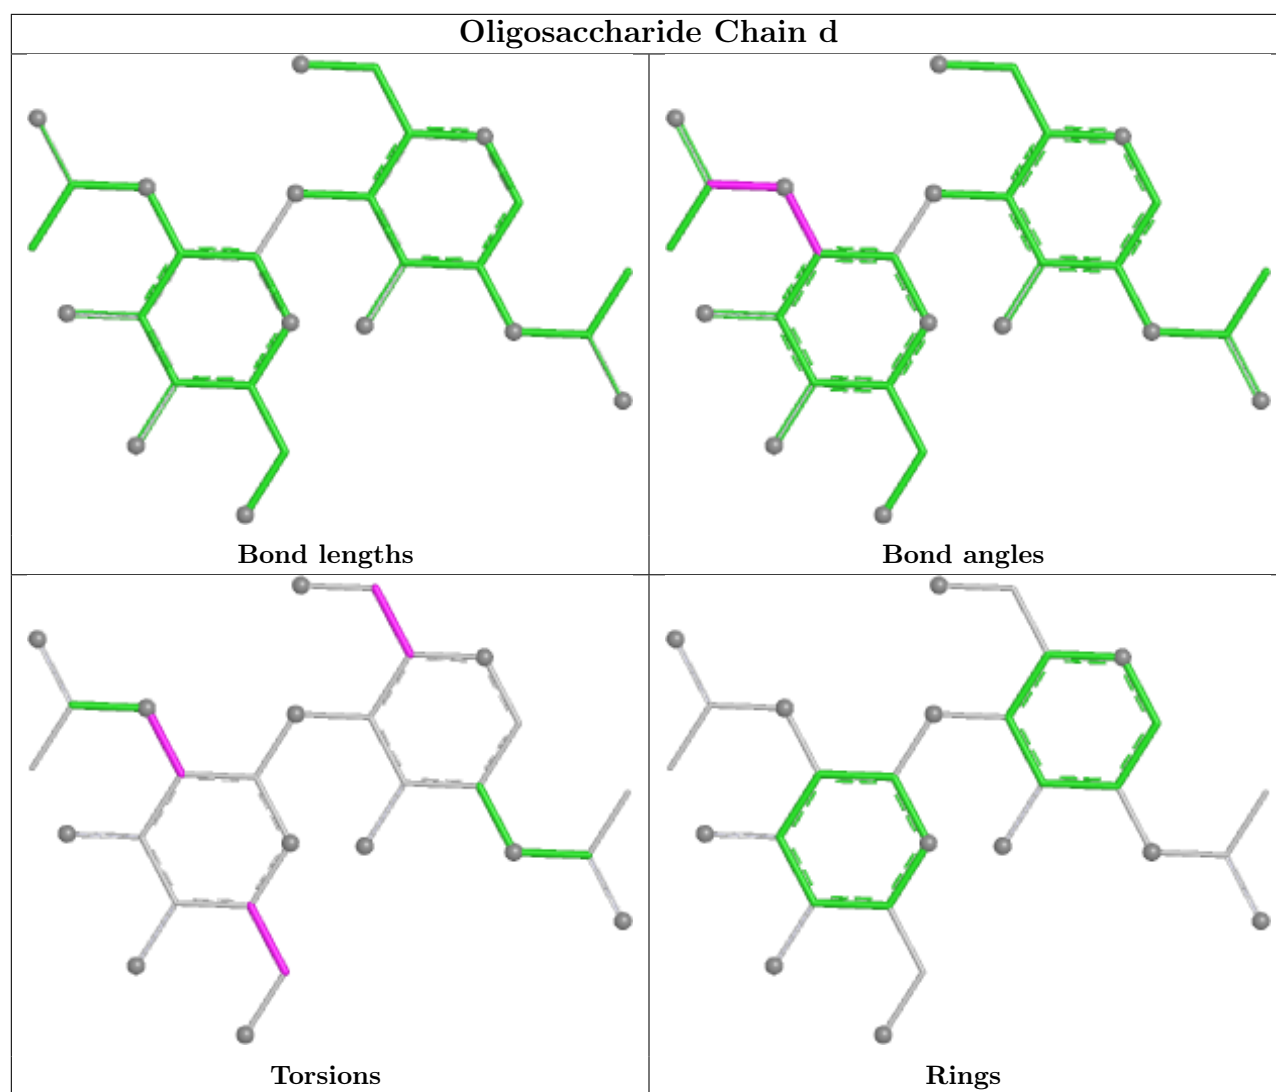 Oligosaccharide Chain d
Bond lengths
Bond angles
Torsions
Rings